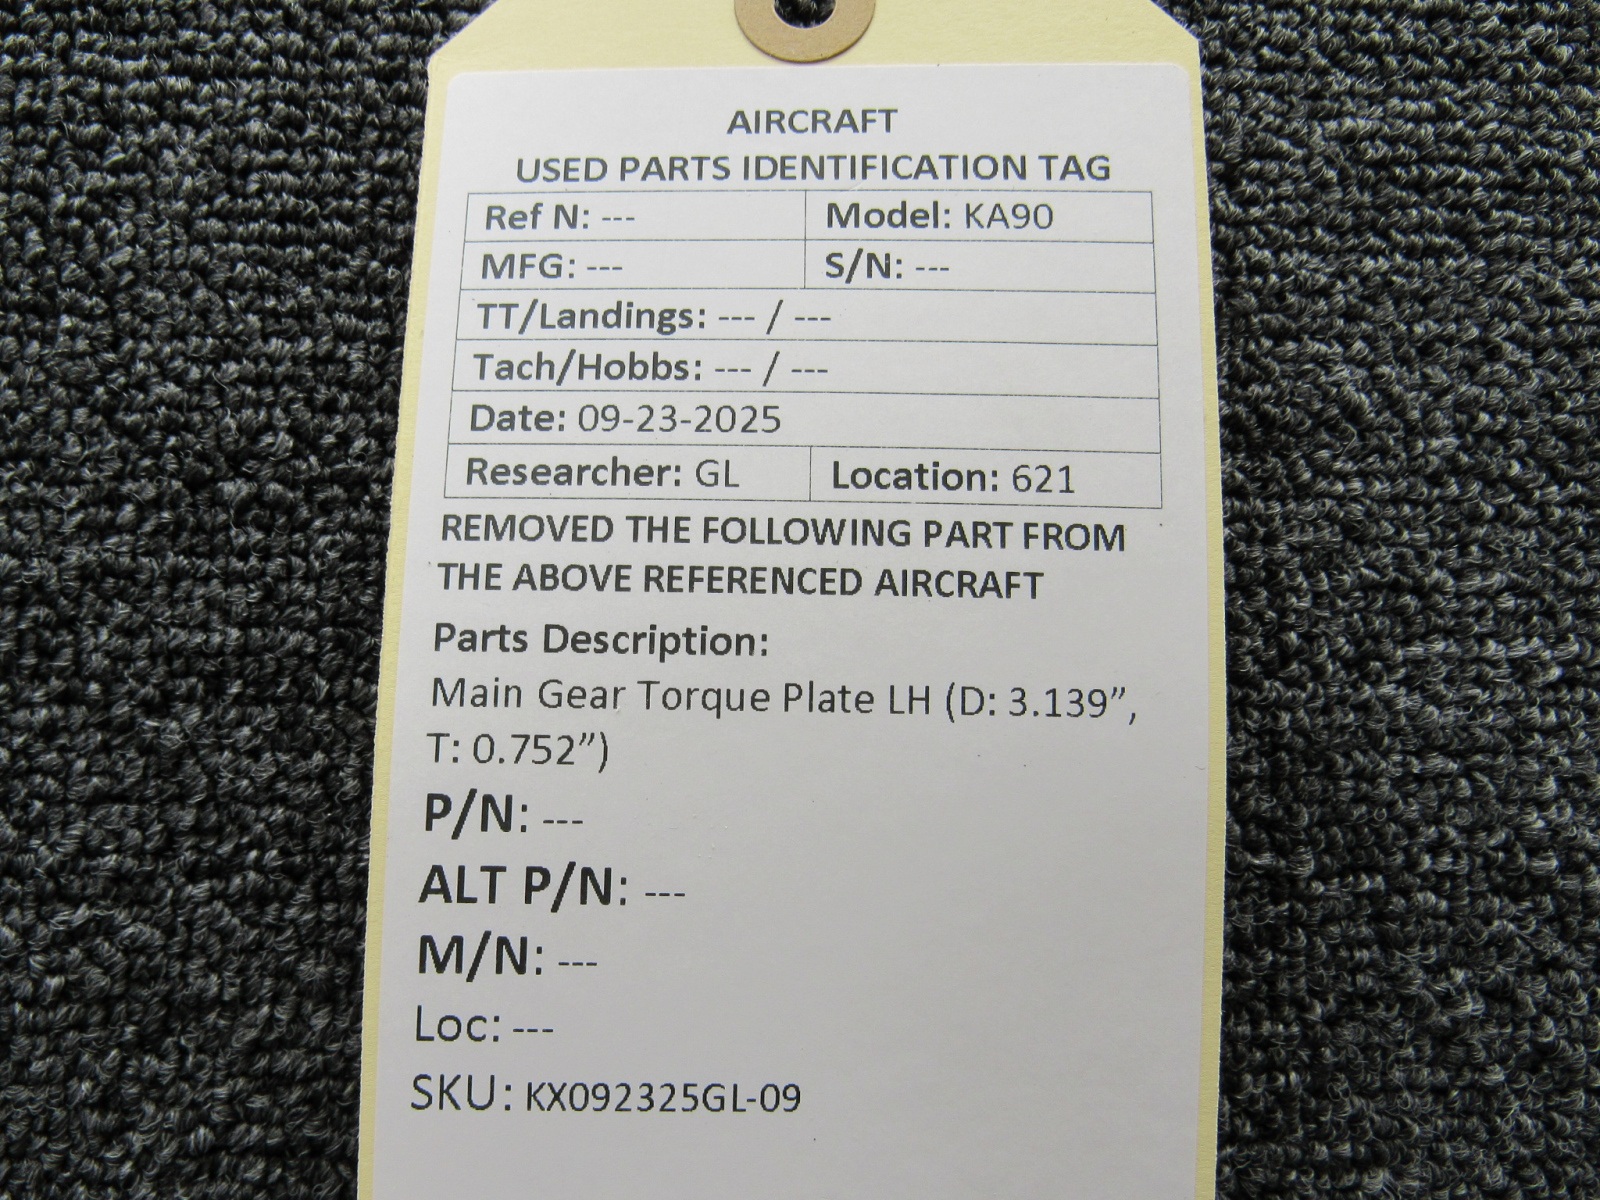 AIRCRAFT
USED PARTS IDENTIFICATION TAG
Ref N: --- Model: KA90
MFG: --- S/N: ---
TT/Landings: --- / ---
Tach/Hobbs: --- / ---
Date: 09-23-2025
Researcher: GL Location: 621
REMOVED THE FOLLOWING PART FROM
THE ABOVE REFERENCED AIRCRAFT
Parts Description:
Main Gear Torque Plate LH (D: 3.139”,
T: 0.752”)
P/N: ---
ALT P/N: ---
M/N: ---
Loc: ---
SKU: KX092325GL-09